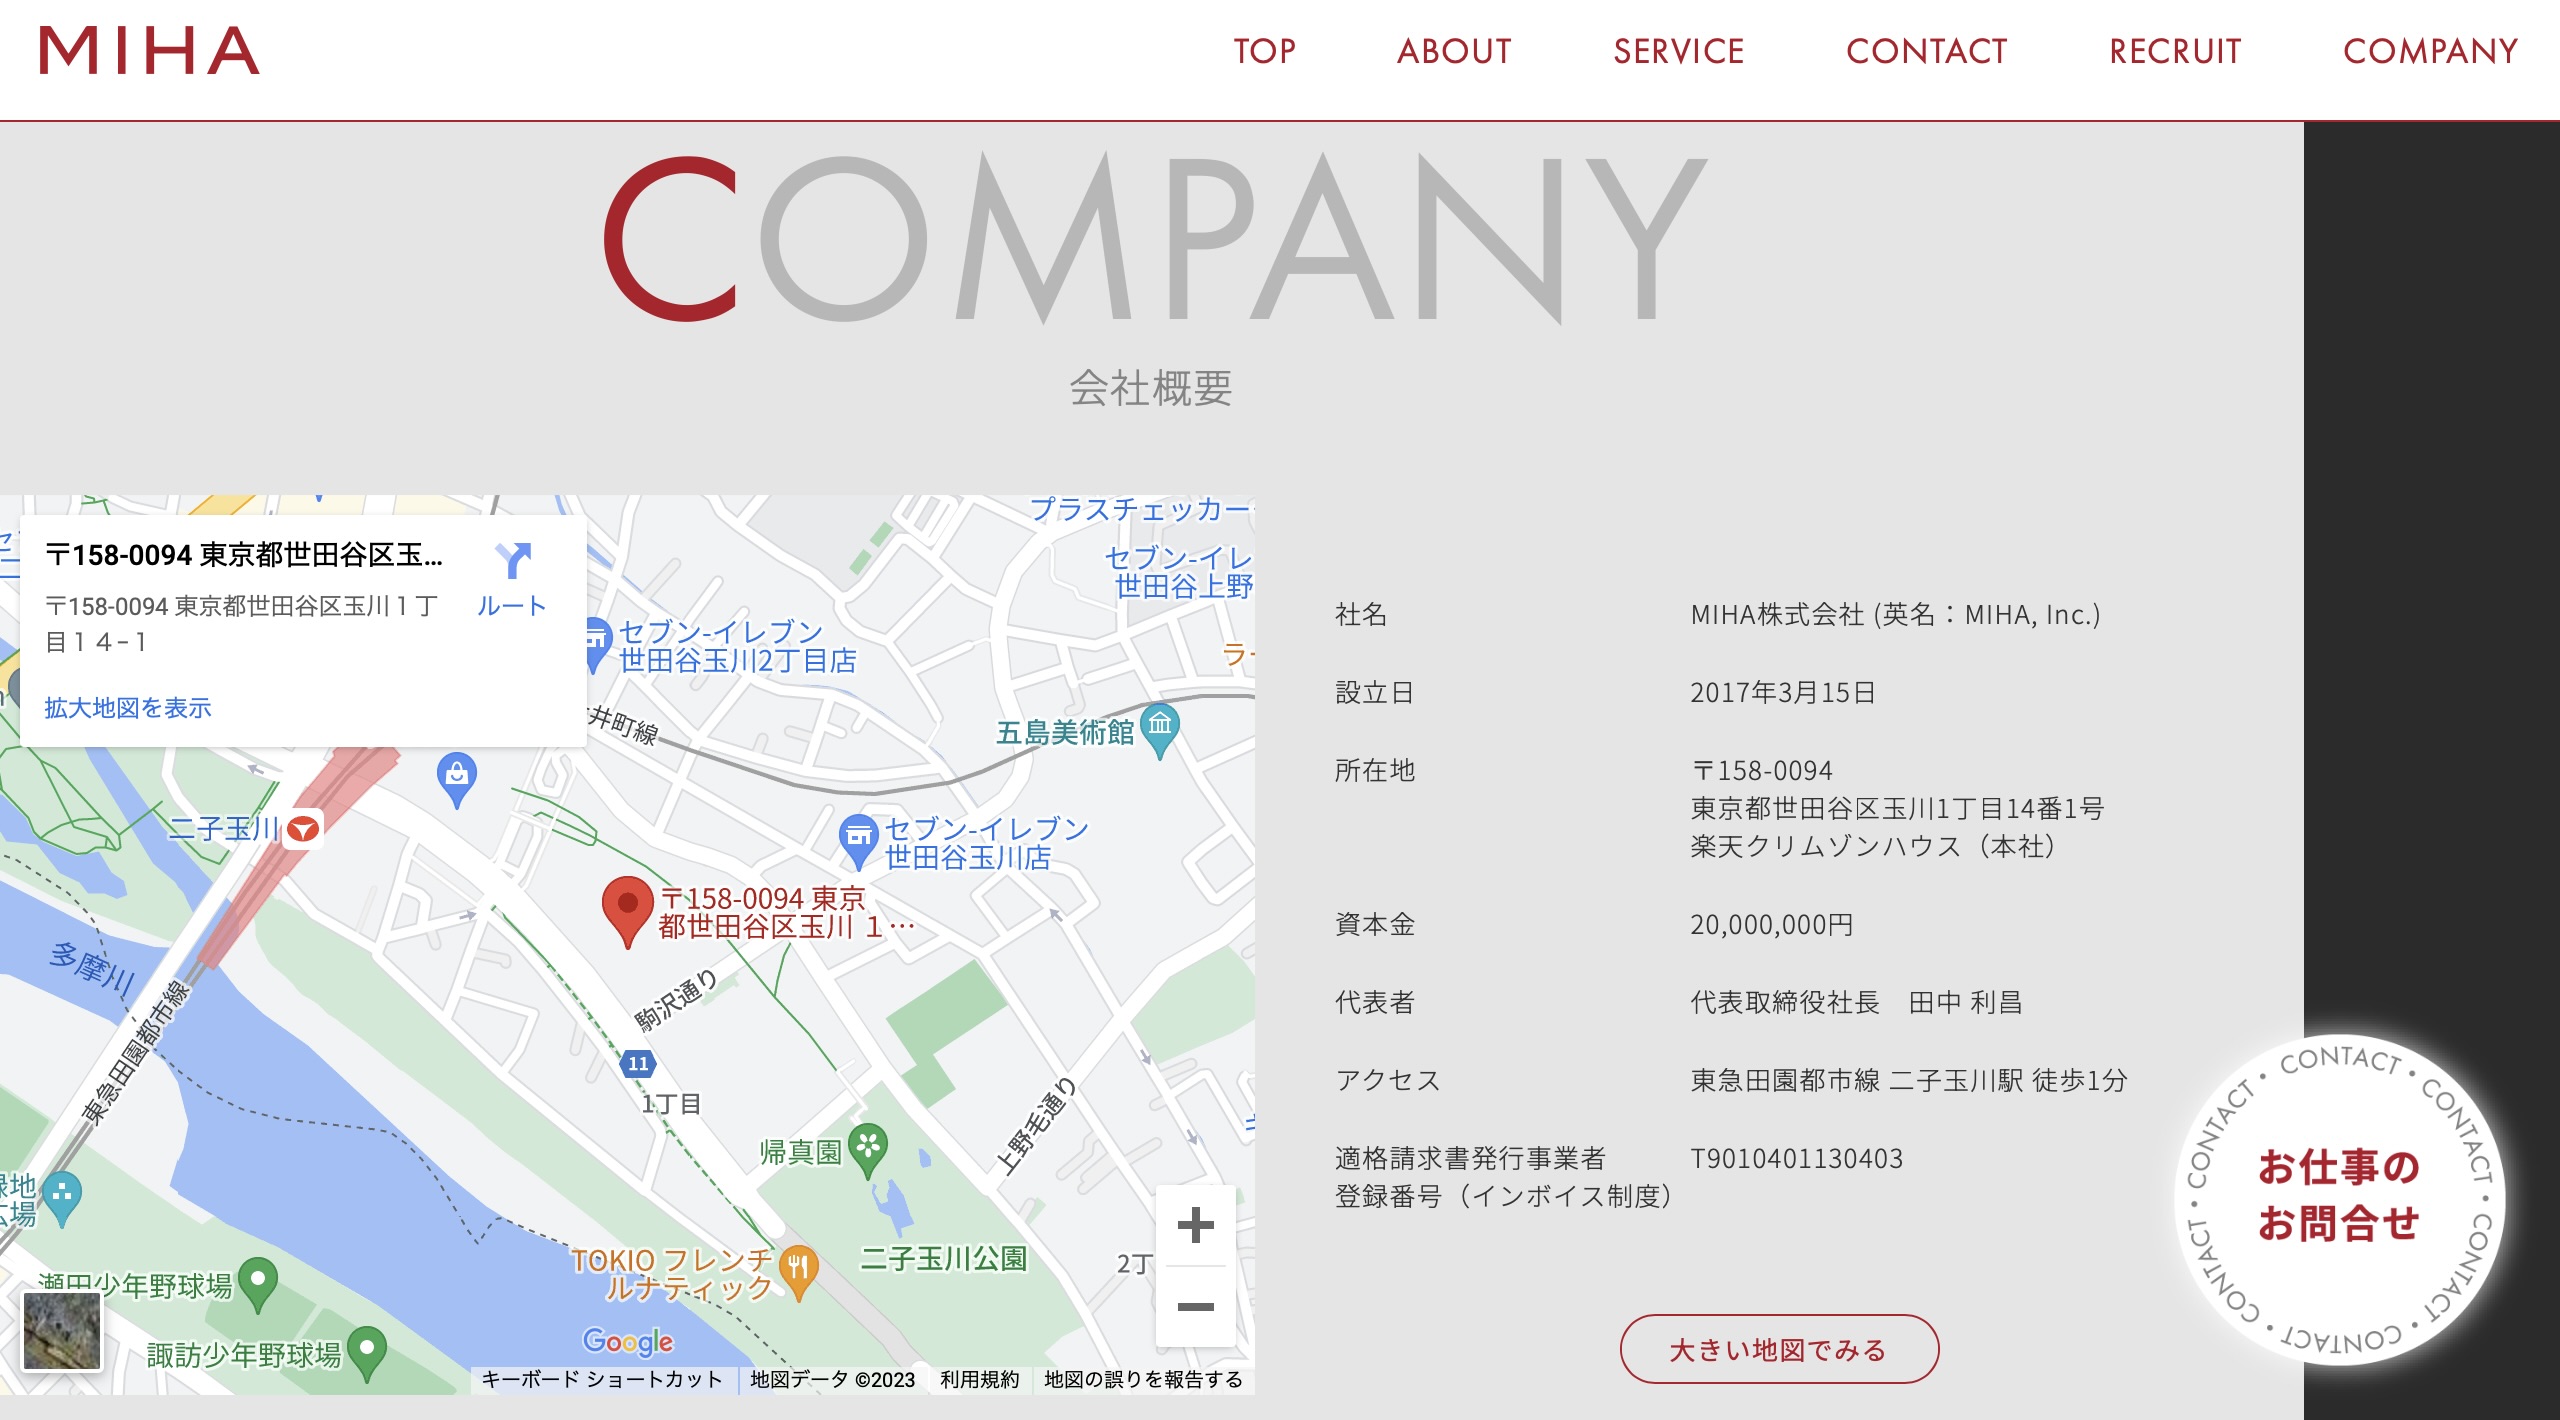 MIHA
TOP ABOUT SERVICE CONTACT RECRUIT COMPANY
COMPANY
会社概要
〒158-0094 東京都世田谷区玉...
〒158-0094 東京都世田谷区玉川１丁
目１４−１
ルート
拡大地図を表示
プラスチェッカー
セブン-イレ
世田谷上野
ラー
セブン-イレブン
世田谷玉川2丁目店
井町線
五島美術館
二子玉川
セブン-イレブン
世田谷玉川店
〒158-0094 東京
都世田谷区玉川 １…
多摩川
東急田園都市線
駒沢通り
11
1丁目
上野毛通り
帰真園
緑地
広場
TOKIO フレンチ
ルナティック
二子玉川公園
2丁
瀬田少年野球場
諏訪少年野球場
Google
キーボード ショートカット 地図データ ©2023 利用規約 地図の誤りを報告する
社名 MIHA株式会社 (英名：MIHA, Inc.)
設立日 2017年3月15日
所在地 〒158-0094
東京都世田谷区玉川1丁目14番1号
楽天クリムゾンハウス（本社）
資本金 20,000,000円
代表者 代表取締役社長　田中 利昌
アクセス 東急田園都市線 二子玉川駅 徒歩1分
適格請求書発行事業者 T9010401130403
登録番号（インボイス制度）
大きい地図でみる
CONTACT • CONTACT • CONTACT • CONTACT • CONTACT • CONTACT • CONTACT •
お仕事の
お問合せ